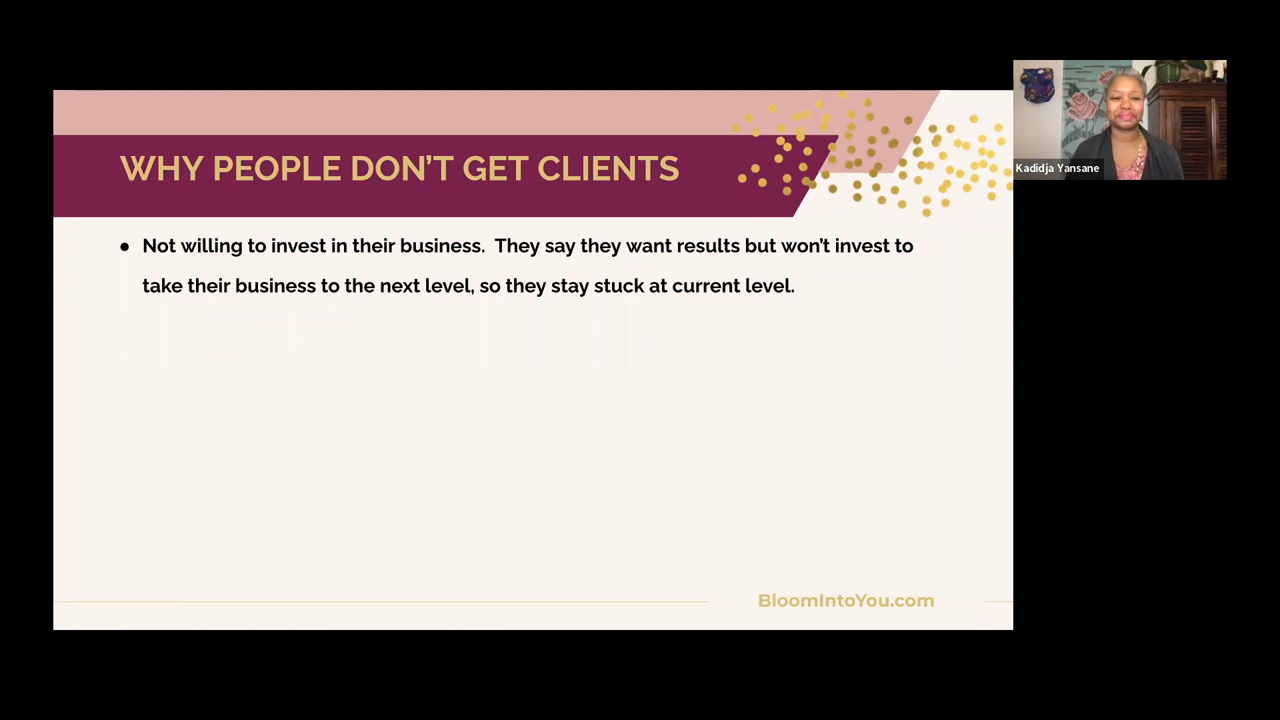 WHY PEOPLE DON’T GET CLIENTS
● Not willing to invest in their business.  They say they want results but won’t invest to
take their business to the next level, so they stay stuck at current level.
BloomIntoYou.com
Kadidja Yansane